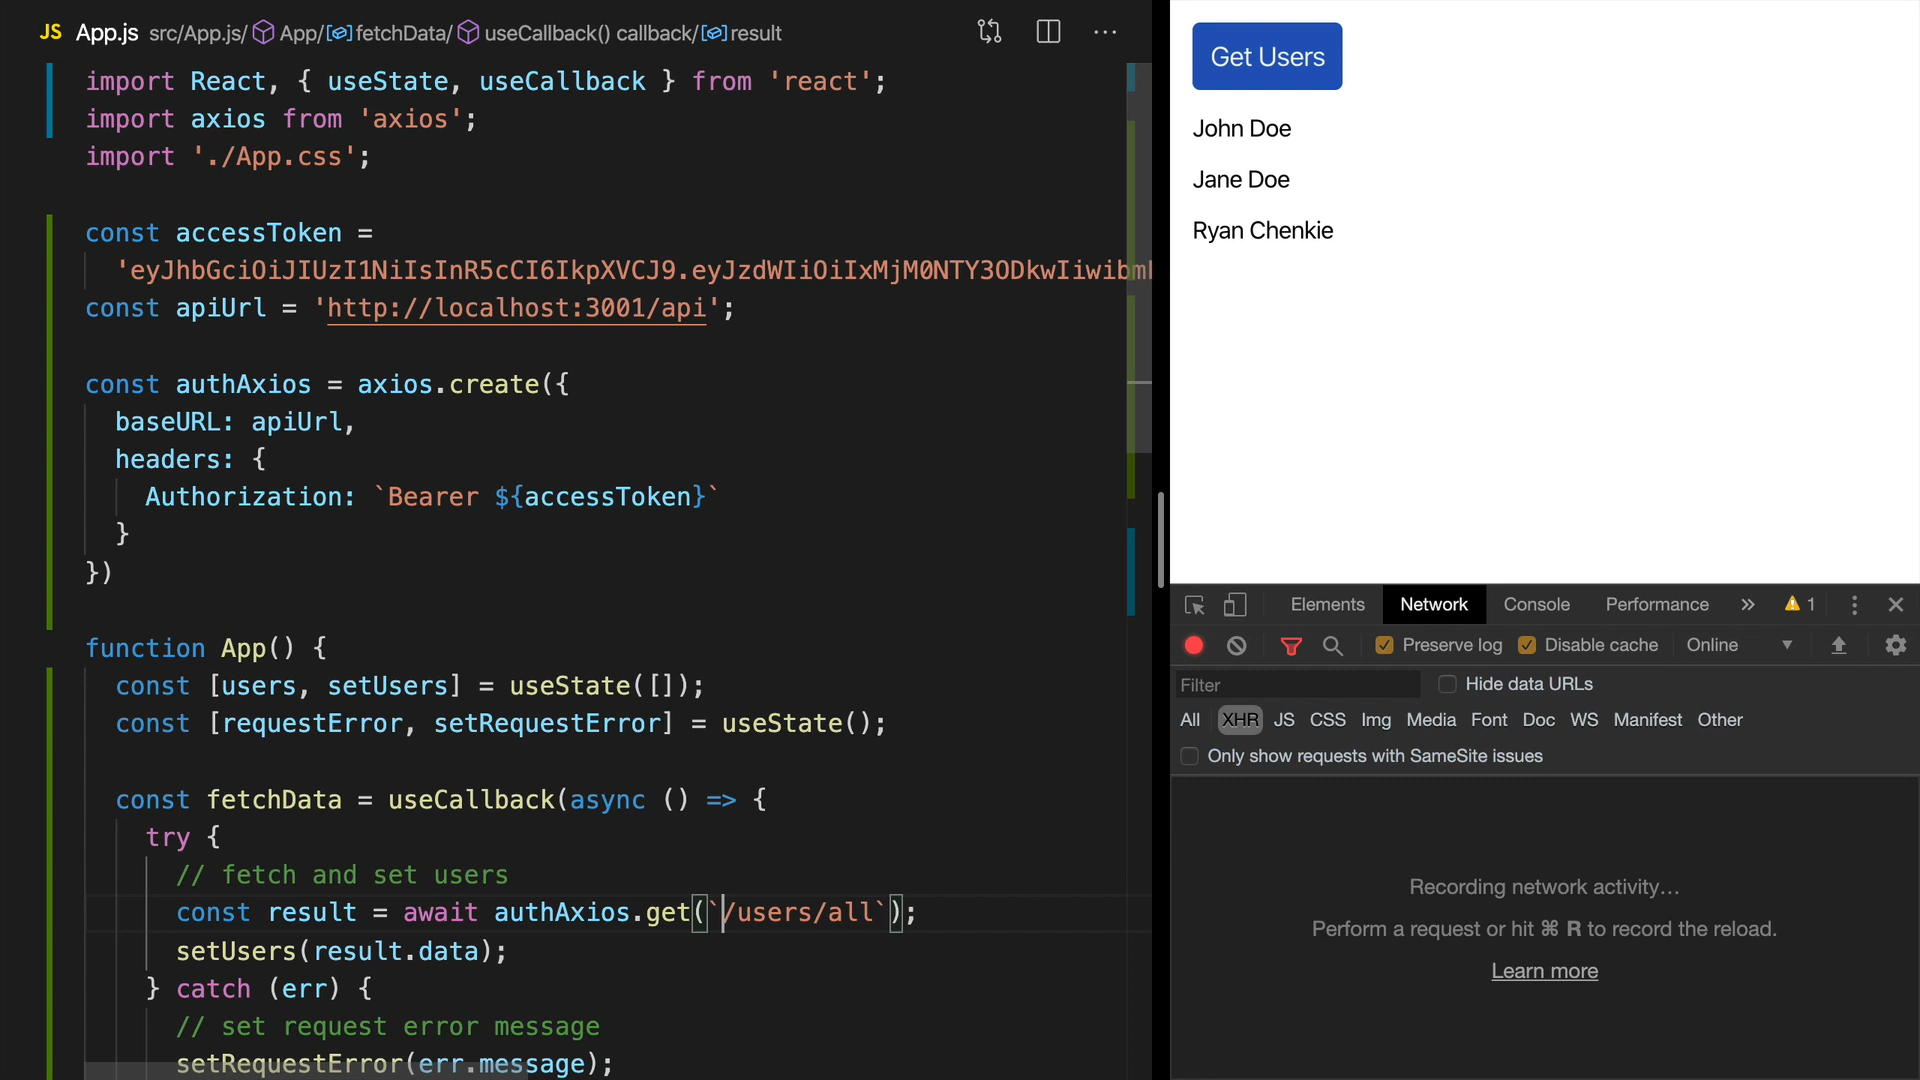 JS App.js src/App.js/ App/ fetchData/ useCallback() callback/ result
import React, { useState, useCallback } from 'react';
import axios from 'axios';
import './App.css';
const accessToken =
'eyJhbGciOiJIUzI1NiIsInR5cCI6IkpXVCJ9.eyJzdWIiOiIxMjM0NTY3ODkwIiwibm
const apiUrl = 'http://localhost:3001/api';
const authAxios = axios.create({
baseURL: apiUrl,
headers: {
Authorization: `Bearer ${accessToken}`
}
})
function App() {
const [users, setUsers] = useState([]);
const [requestError, setRequestError] = useState();
const fetchData = useCallback(async () => {
try {
// fetch and set users
const result = await authAxios.get(`/users/all`);
setUsers(result.data);
} catch (err) {
// set request error message
setRequestError(err.message);
Get Users
John Doe
Jane Doe
Ryan Chenkie
Elements Network Console Performance » 1
Preserve log Disable cache Online
Filter Hide data URLs
All XHR JS CSS Img Media Font Doc WS Manifest Other
Only show requests with SameSite issues
Recording network activity…
Perform a request or hit ⌘ R to record the reload.
Learn more